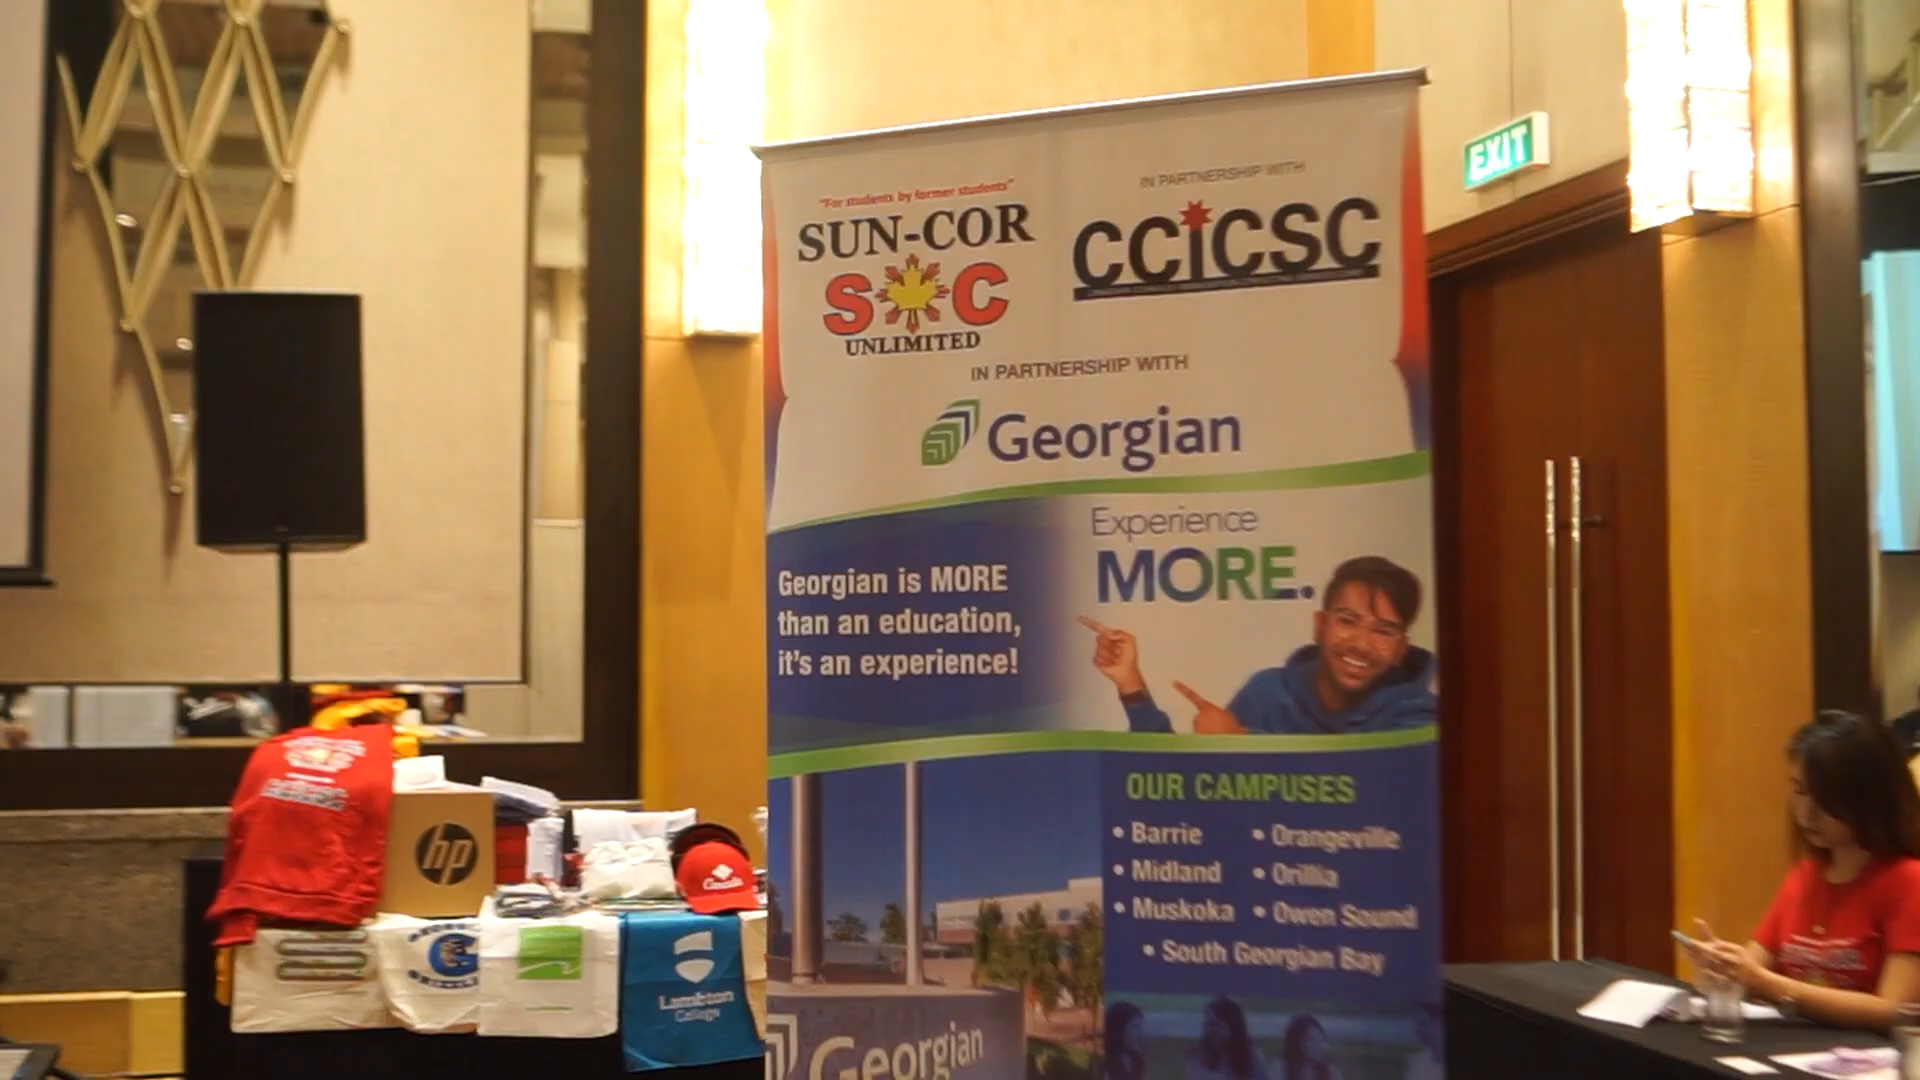 "For students by former students"
SUN-COR
SC
UNLIMITED
IN PARTNERSHIP WITH
CCiCSC
IN PARTNERSHIP WITH
Georgian
Experience
MORE.
Georgian is MORE
than an education,
it's an experience!
OUR CAMPUSES
• Barrie
• Orangeville
• Midland
• Orillia
• Muskoka
• Owen Sound
• South Georgian Bay
Georgian
EXIT
hp
Canada
Lambton
College